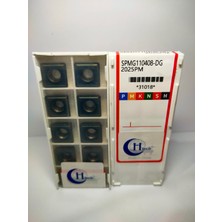 SPMG110408-DG
2025PM
*31018*
P M K N S H